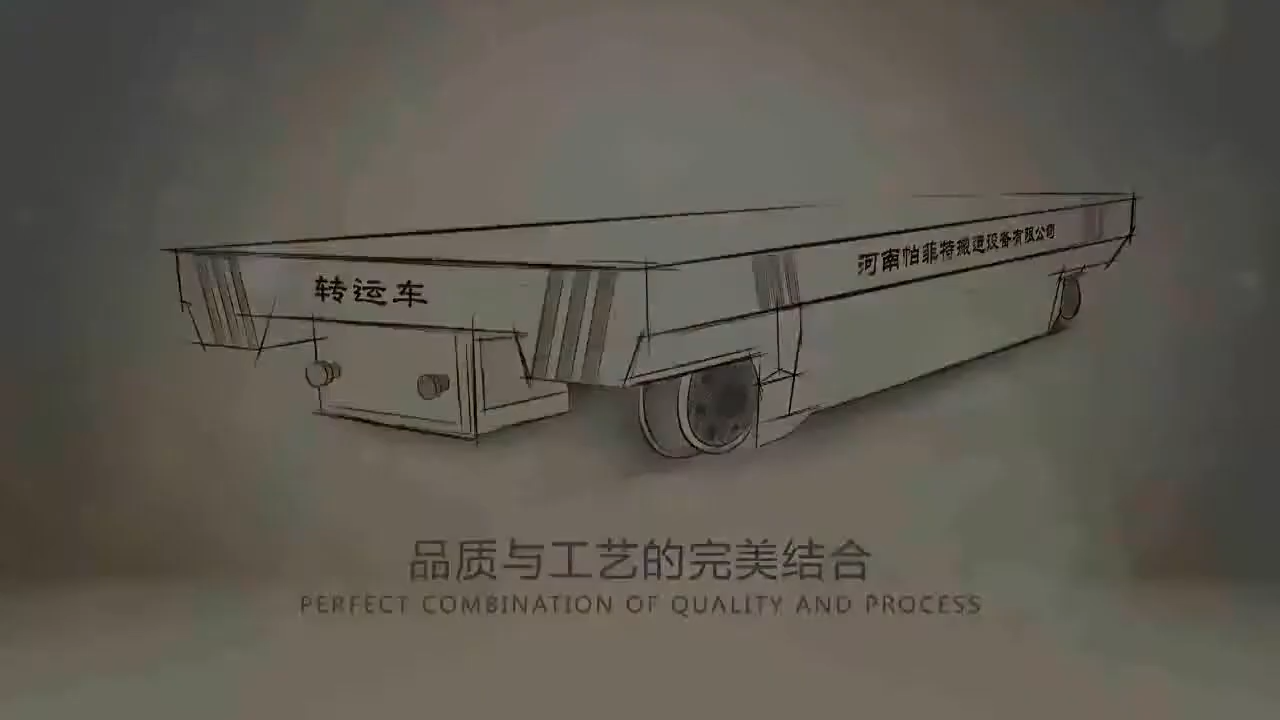 转运车
河南帕菲特搬运设备有限公司
品质与工艺的完美结合
PERFECT COMBINATION OF QUALITY AND PROCESS